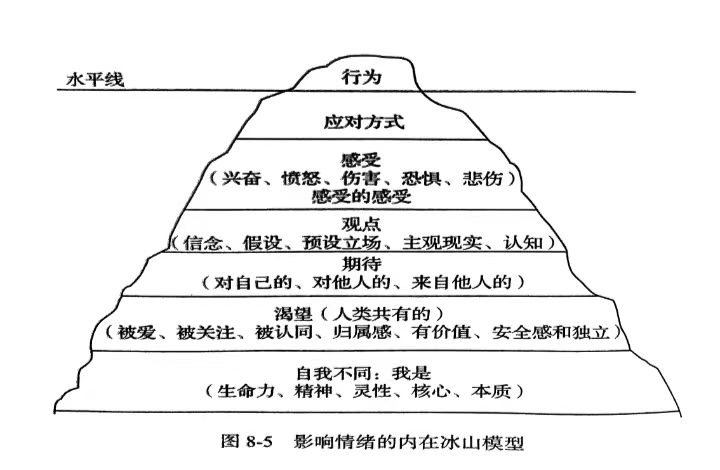 水平线
行为
应对方式
感受
（兴奋、愤怒、伤害、恐惧、悲伤）
感受的感受
观点
（信念、假设、预设立场、主观现实、认知）
期待
（对自己的、对他人的、来自他人的）
渴望（人类共有的）
（被爱、被关注、被认同、归属感、有价值、安全感和独立）
自我不同：我是
（生命力、精神、灵性、核心、本质）
图 8-5 影响情绪的内在冰山模型